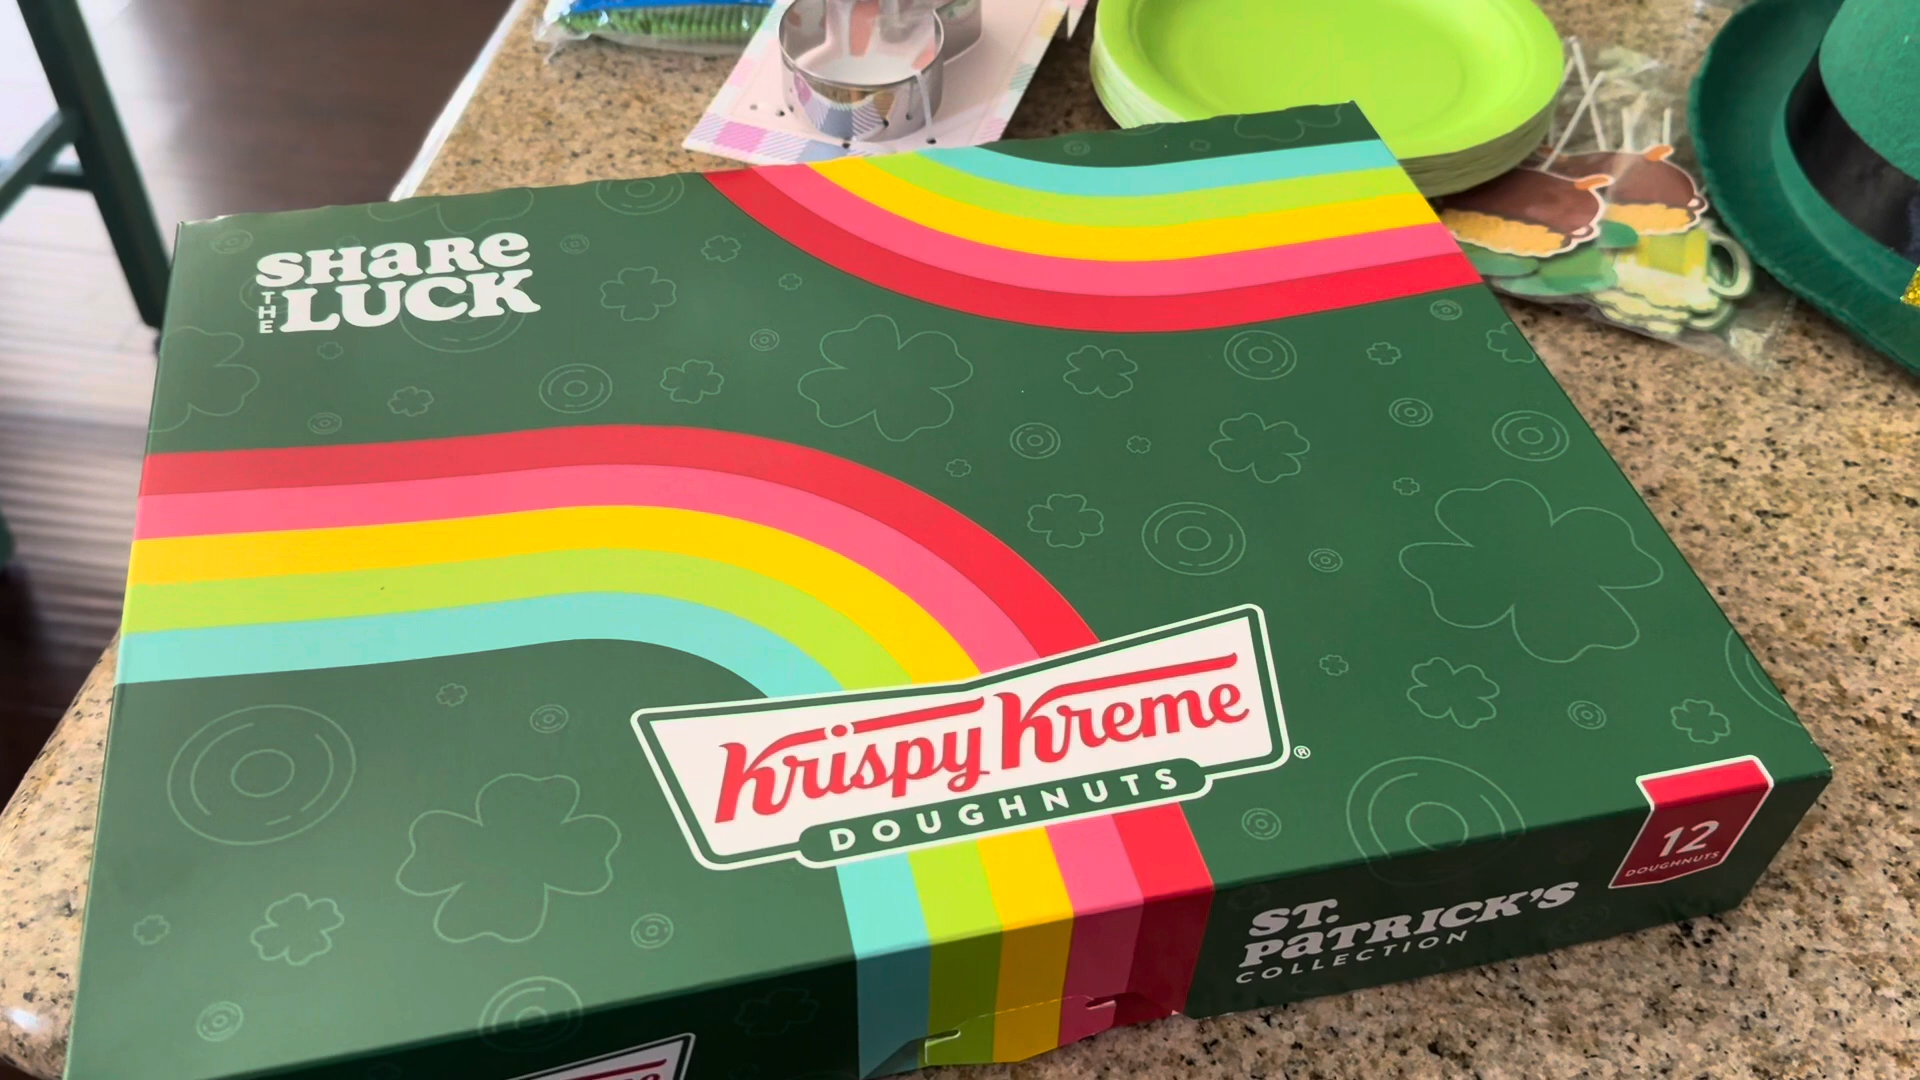 SHARE
THE
LUCK
Krispy Kreme
DOUGHNUTS
®
12
DOUGHNUTS
ST.
PATRICK'S
COLLECTION